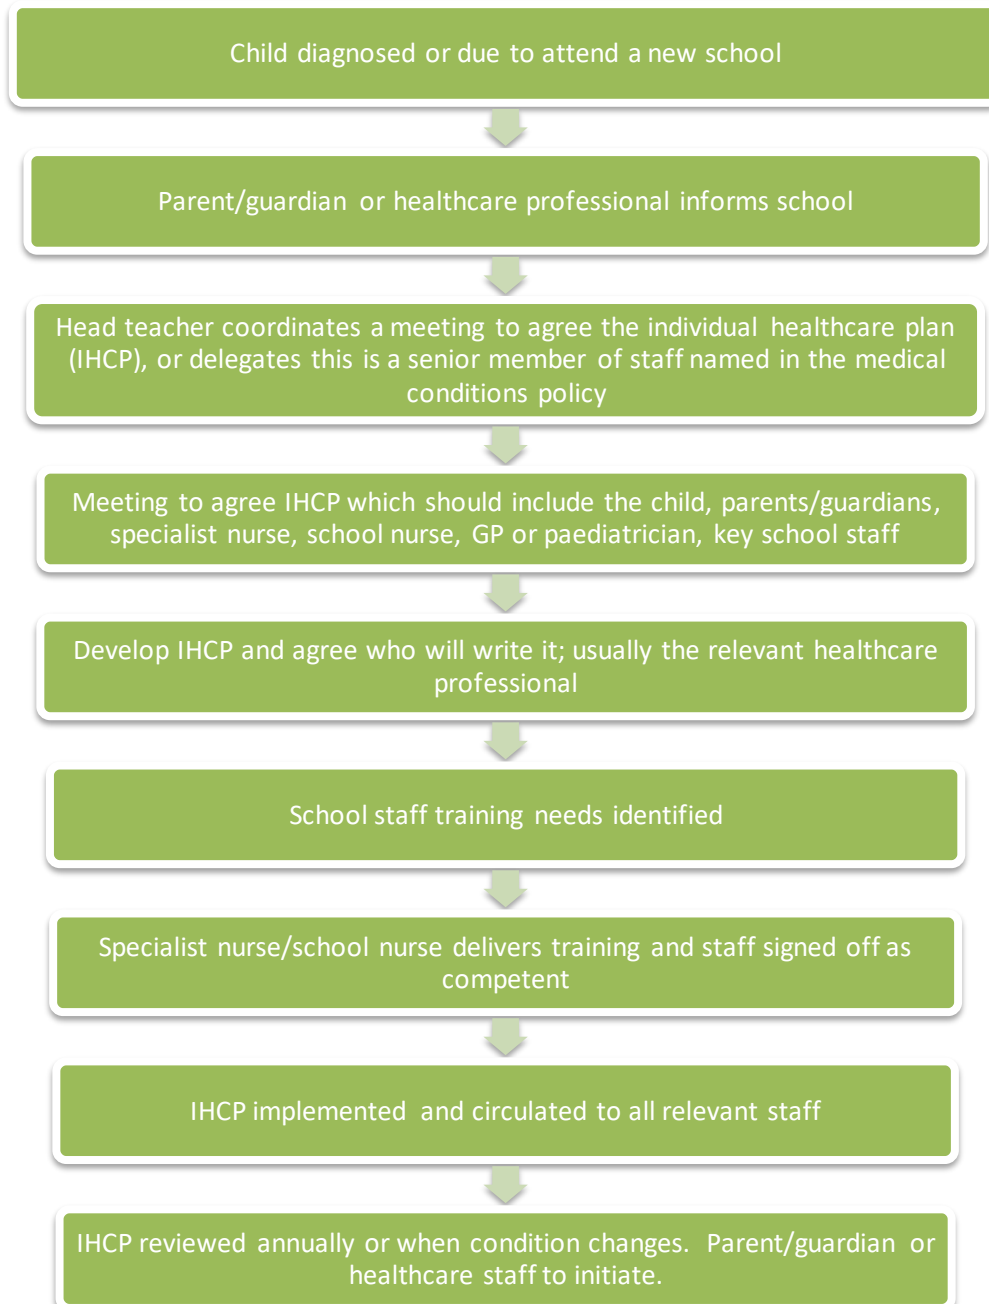 Child diagnosed or due to attend a new school
Parent/guardian or healthcare professional informs school
Head teacher coordinates a meeting to agree the individual healthcare plan
(IHCP), or delegates this is a senior member of staff named in the medical
conditions policy
Meeting to agree IHCP which should include the child, parents/guardians,
specialist nurse, school nurse, GP or paediatrician, key school staff
Develop IHCP and agree who will write it; usually the relevant healthcare
professional
School staff training needs identified
Specialist nurse/school nurse delivers training and staff signed off as
competent
IHCP implemented and circulated to all relevant staff
IHCP reviewed annually or when condition changes. Parent/guardian or
healthcare staff to initiate.